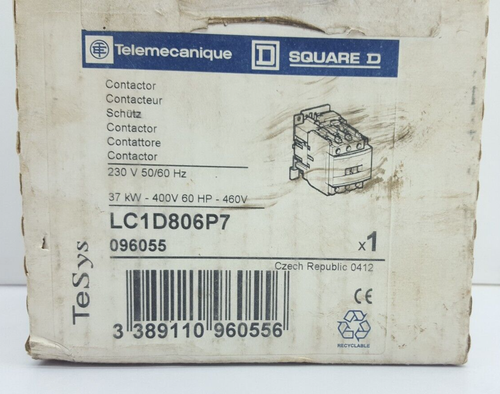 Telemecanique D SQUARE D
Contactor
Contacteur
Schütz
Contactor
Contattore
Contactor
230 V 50/60 Hz
37 kW - 400V 60 HP - 460V
LC1D806P7
096055
x1
Czech Republic 0412
TeSys
CE
3 389110 960556
RECYCLABLE